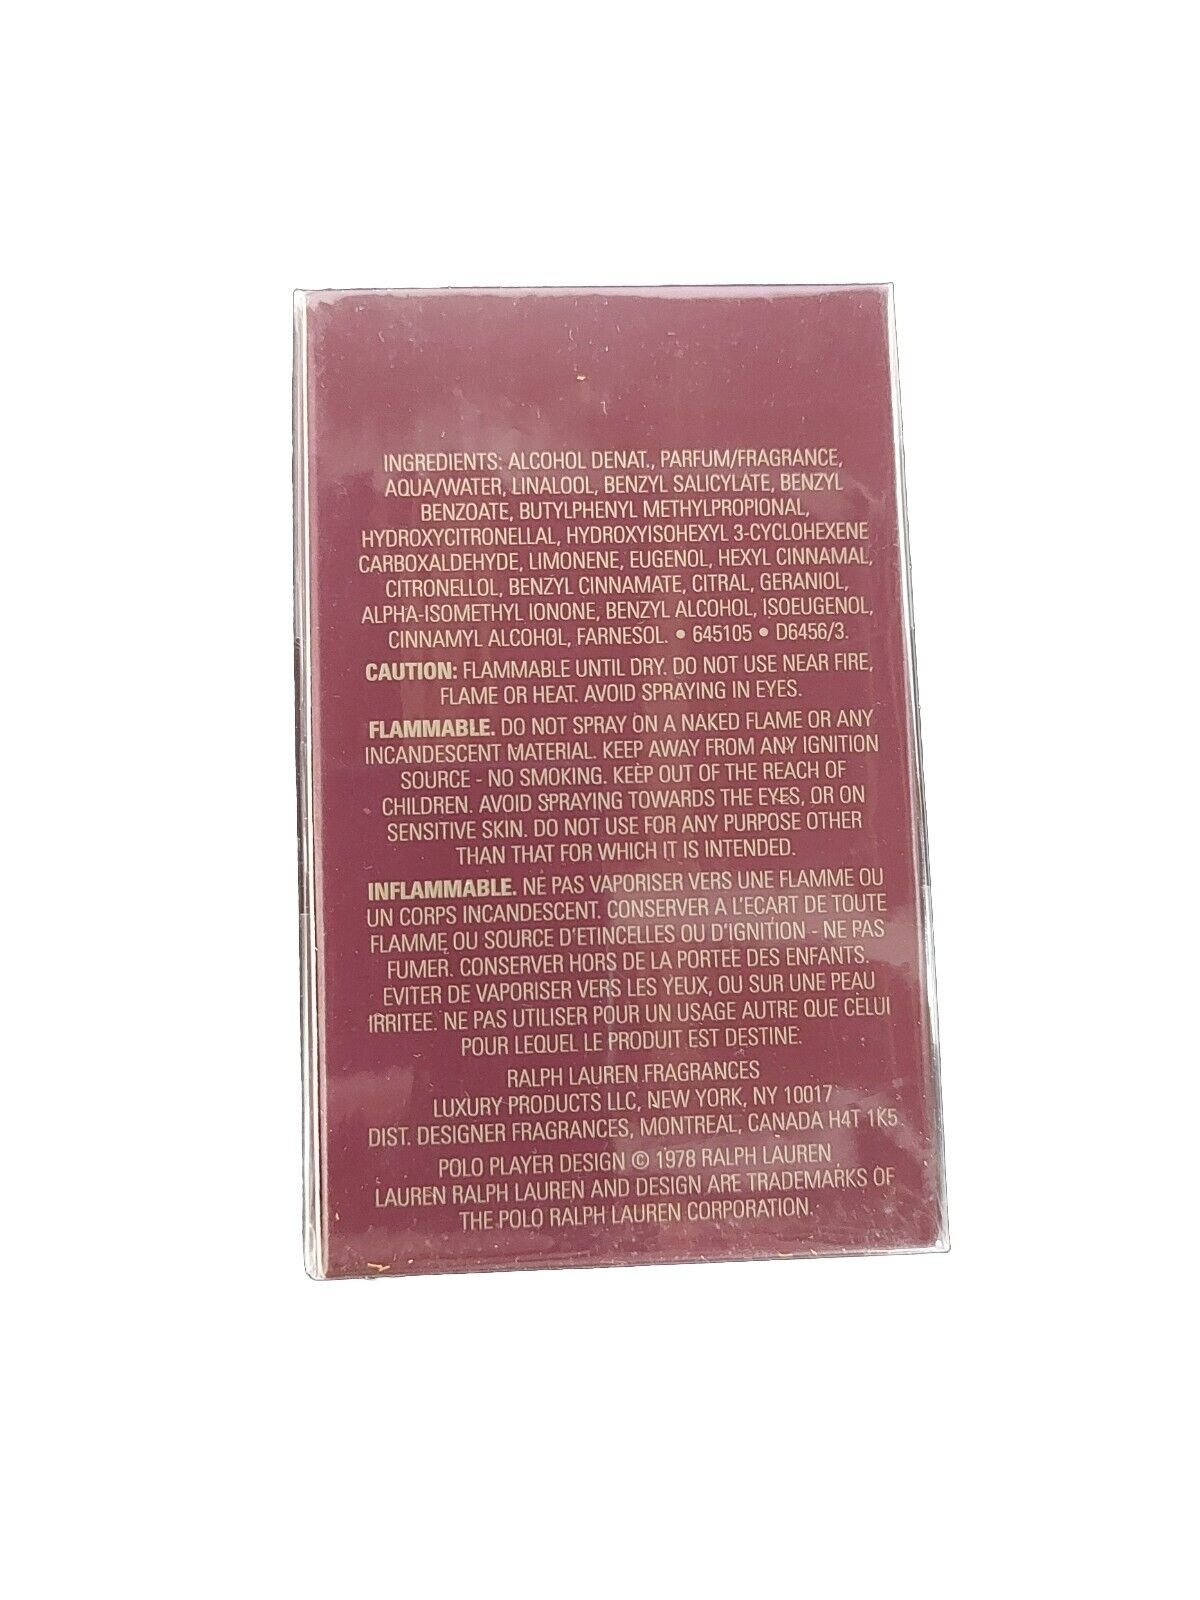 INGREDIENTS: ALCOHOL DENAT., PARFUM/FRAGRANCE,
AQUA/WATER, LINALOOL, BENZYL SALICYLATE, BENZYL
BENZOATE, BUTYLPHENYL METHYLPROPIONAL,
HYDROXYCITRONELLAL, HYDROXYISOHEXYL 3-CYCLOHEXENE
CARBOXALDEHYDE, LIMONENE, EUGENOL, HEXYL CINNAMAL,
CITRONELLOL, BENZYL CINNAMATE, CITRAL, GERANIOL,
ALPHA-ISOMETHYL IONONE, BENZYL ALCOHOL, ISOEUGENOL,
CINNAMYL ALCOHOL, FARNESOL. • 645105 • D6456/3.
CAUTION: FLAMMABLE UNTIL DRY. DO NOT USE NEAR FIRE,
FLAME OR HEAT. AVOID SPRAYING IN EYES.
FLAMMABLE. DO NOT SPRAY ON A NAKED FLAME OR ANY
INCANDESCENT MATERIAL. KEEP AWAY FROM ANY IGNITION
SOURCE - NO SMOKING. KEEP OUT OF THE REACH OF
CHILDREN. AVOID SPRAYING TOWARDS THE EYES, OR ON
SENSITIVE SKIN. DO NOT USE FOR ANY PURPOSE OTHER
THAN THAT FOR WHICH IT IS INTENDED.
INFLAMMABLE. NE PAS VAPORISER VERS UNE FLAMME OU
UN CORPS INCANDESCENT. CONSERVER A L'ECART DE TOUTE
FLAMME OU SOURCE D'ETINCELLES OU D'IGNITION - NE PAS
FUMER. CONSERVER HORS DE LA PORTEE DES ENFANTS.
EVITER DE VAPORISER VERS LES YEUX, OU SUR UNE PEAU
IRRITEE. NE PAS UTILISER POUR UN USAGE AUTRE QUE CELUI
POUR LEQUEL LE PRODUIT EST DESTINE.
RALPH LAUREN FRAGRANCES
LUXURY PRODUCTS LLC, NEW YORK, NY 10017
DIST. DESIGNER FRAGRANCES, MONTREAL, CANADA H4T 1K5
POLO PLAYER DESIGN © 1978 RALPH LAUREN
LAUREN RALPH LAUREN AND DESIGN ARE TRADEMARKS OF
THE POLO RALPH LAUREN CORPORATION.